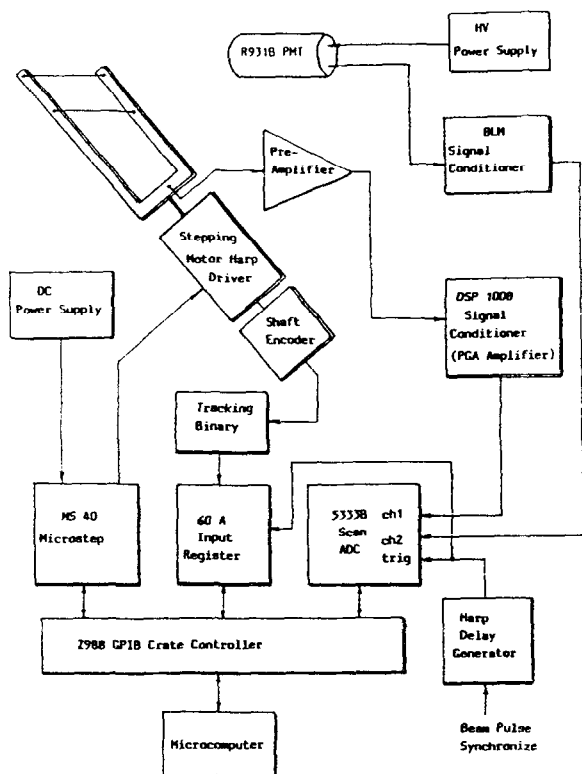 HV
Power Supply
R931B PMT
BLM
Signal
Conditioner
Pre-
Amplifier
Stepping
Motor Harp
Driver
DC
Power Supply
Shaft
Encoder
DSP 1008
Signal
Conditioner
(PGA Amplifier)
Tracking
Binary
MS 40
Microstep
60 A
Input
Register
5333B
Scan
ADC
ch1
ch2
trig
Harp
Delay
Generator
2988 GPIB Crate Controller
Beam Pulse
Synchronize
Microcomputer